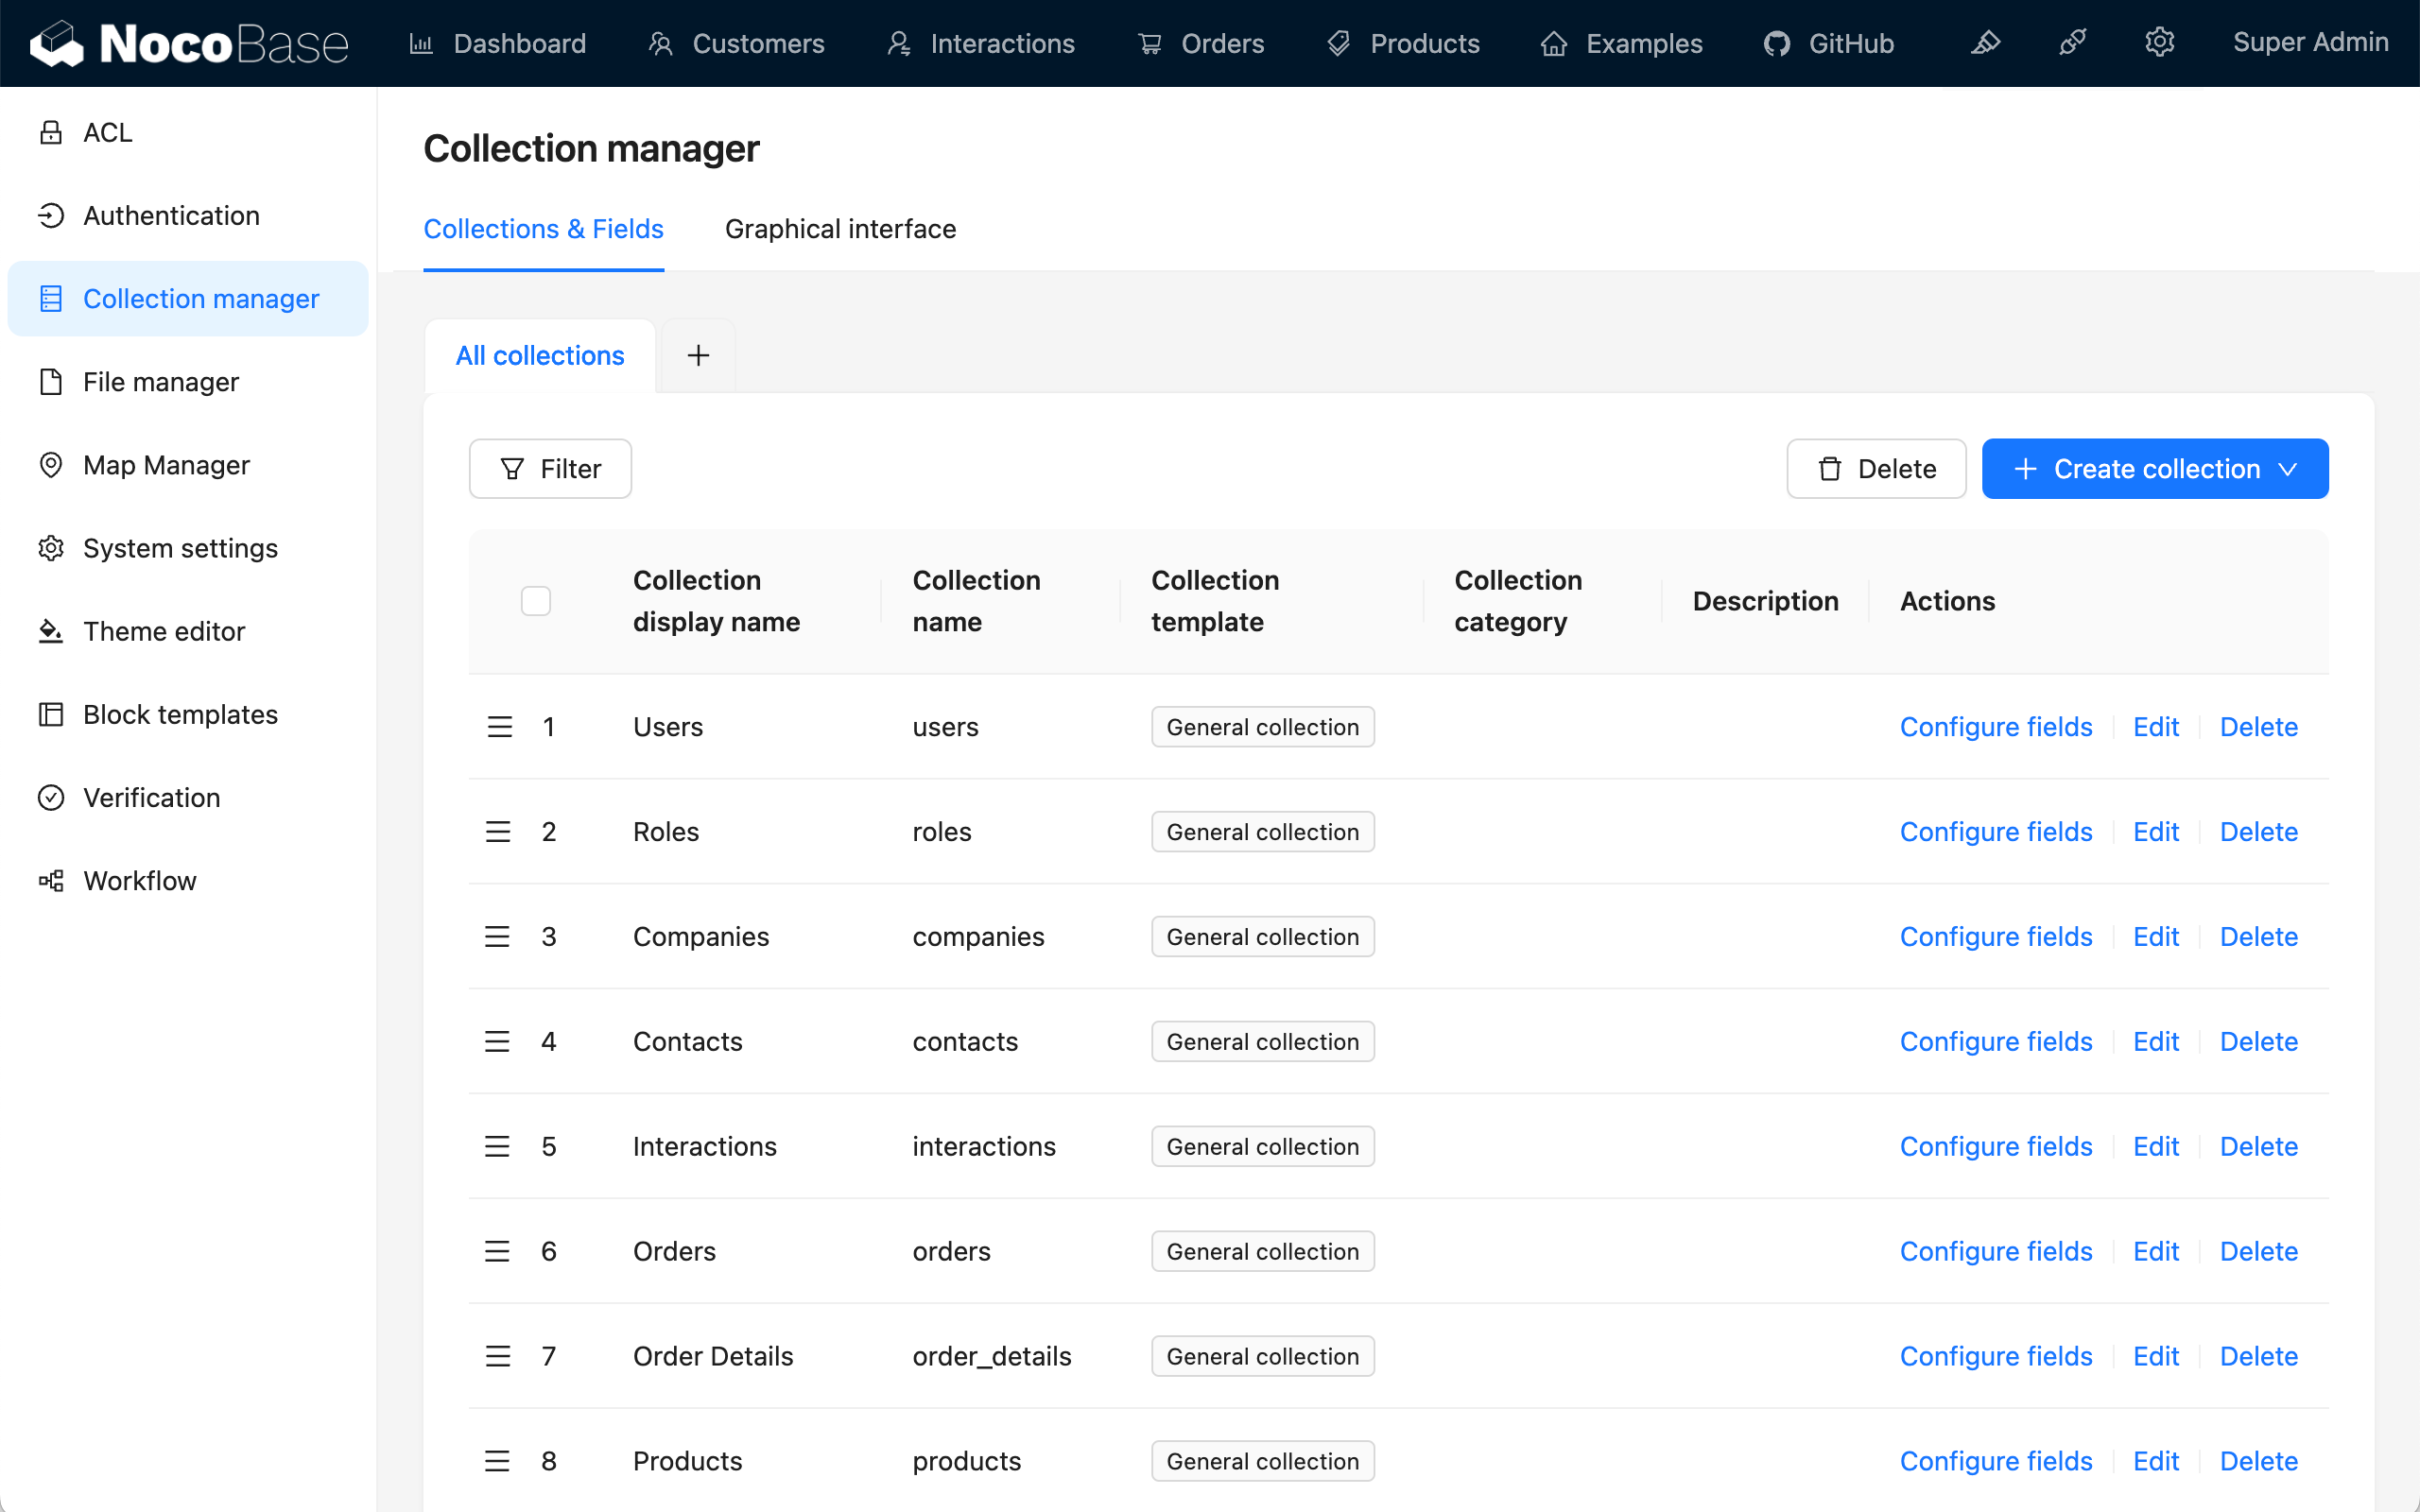 NocoBase
Dashboard
Customers
Interactions
Orders
Products
Examples
GitHub
Super Admin
ACL
Authentication
Collection manager
File manager
Map Manager
System settings
Theme editor
Block templates
Verification
Workflow
Collection manager
Collections & Fields
Graphical interface
All collections
Filter
Delete
Create collection
Collection display name
Collection name
Collection template
Collection category
Description
Actions
1 Users users General collection Configure fields Edit Delete
2 Roles roles General collection Configure fields Edit Delete
3 Companies companies General collection Configure fields Edit Delete
4 Contacts contacts General collection Configure fields Edit Delete
5 Interactions interactions General collection Configure fields Edit Delete
6 Orders orders General collection Configure fields Edit Delete
7 Order Details order_details General collection Configure fields Edit Delete
8 Products products General collection Configure fields Edit Delete